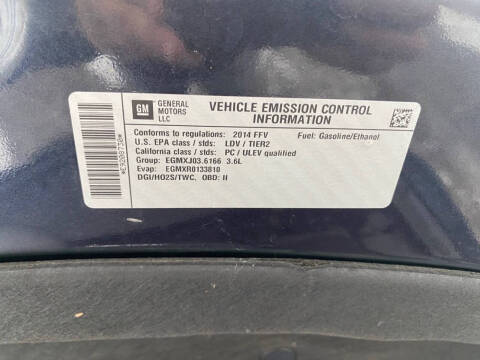 GM
GENERAL
MOTORS
LLC
VEHICLE EMISSION CONTROL
INFORMATION
Conforms to regulations: 2014 FFV Fuel: Gasoline/Ethanol
U.S. EPA class / stds: LDV / TIER2
California class / stds: PC / ULEV qualified
Group: EGMXJ03.6166 3.6L
Evap: EGMXR0133810
DGI/HO2S/TWC, OBD: II